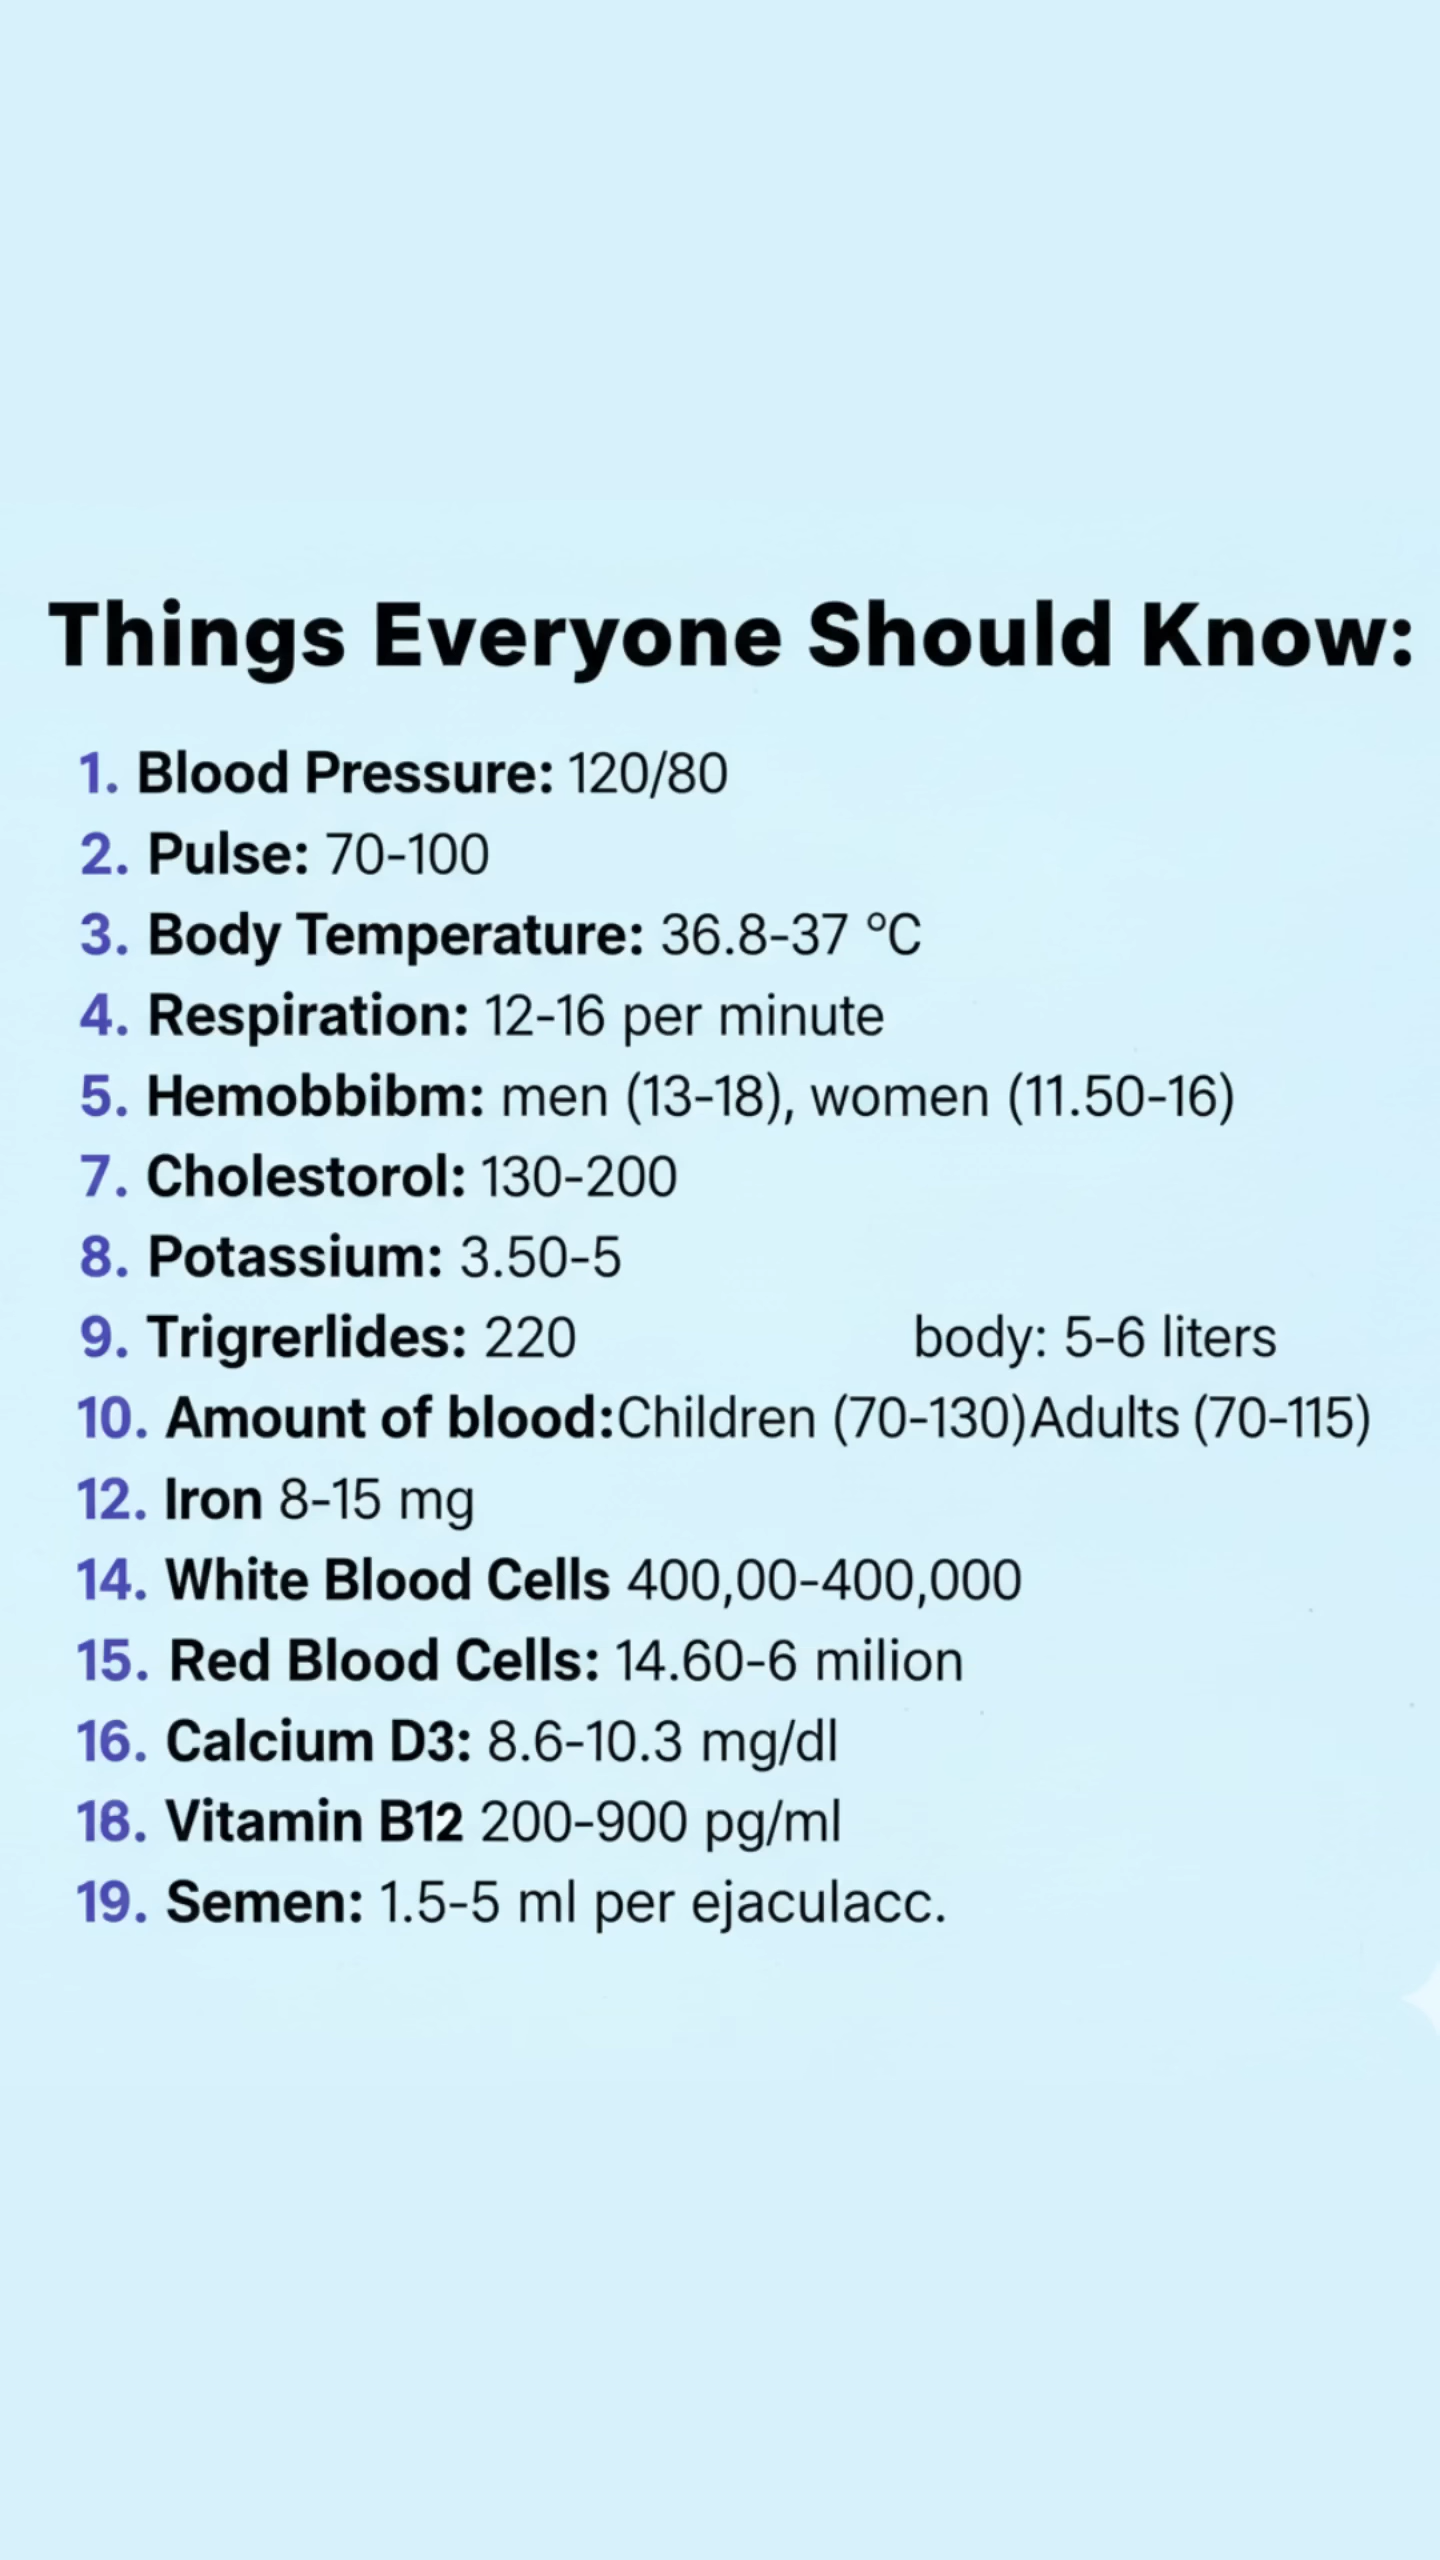 Things Everyone Should Know:
1. Blood Pressure: 120/80
2. Pulse: 70-100
3. Body Temperature: 36.8-37 °C
4. Respiration: 12-16 per minute
5. Hemobbibm: men (13-18), women (11.50-16)
7. Cholestorol: 130-200
8. Potassium: 3.50-5
9. Trigrerlides: 220 body: 5-6 liters
10. Amount of blood:Children (70-130)Adults (70-115)
12. Iron 8-15 mg
14. White Blood Cells 400,00-400,000
15. Red Blood Cells: 14.60-6 milion
16. Calcium D3: 8.6-10.3 mg/dl
18. Vitamin B12 200-900 pg/ml
19. Semen: 1.5-5 ml per ejaculacc.